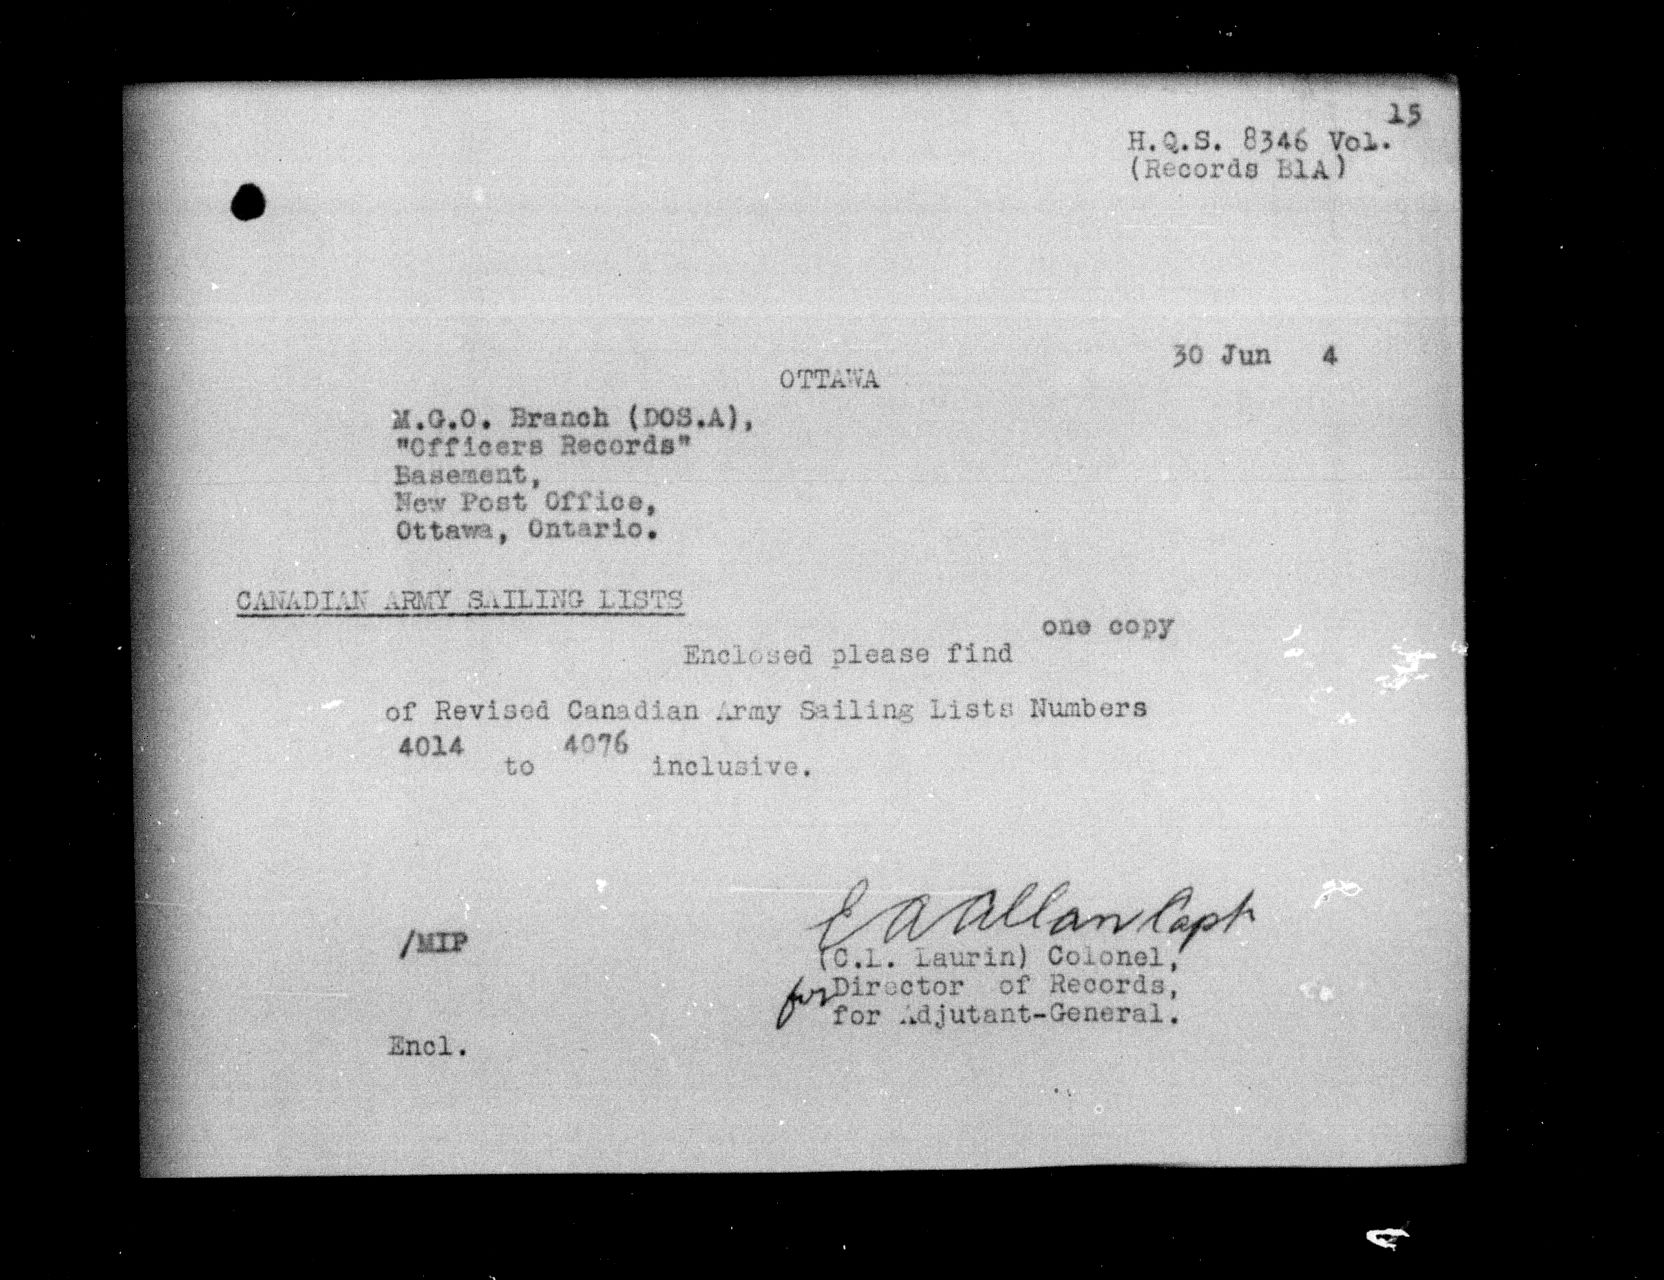 15
H.Q.S. 8346 Vol.
(Records B1A)
30 Jun 4
OTTAWA
M.G.O. Branch (DOS.A),
"Officers Records"
Basement,
New Post Office,
Ottawa, Ontario.
CANADIAN ARMY SAILING LISTS
one copy
Enclosed please find
of Revised Canadian Army Sailing Lists Numbers
4014 to 4076 inclusive.
E A Allan Capt
/MIP
(C.L. Laurin) Colonel,
for Director of Records,
for Adjutant-General.
Encl.